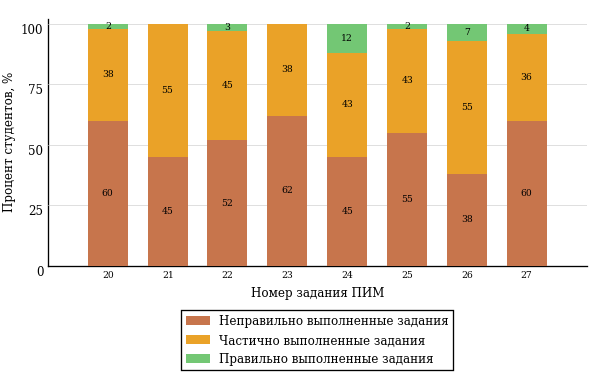 Процент студентов, %
100
75
50
25
0
2 3 12 2 7 4
38 55 45 38 43 43 55 36
60 45 52 62 45 55 38 60
20 21 22 23 24 25 26 27
Номер задания ПИМ
Неправильно выполненные задания
Частично выполненные задания
Правильно выполненные задания